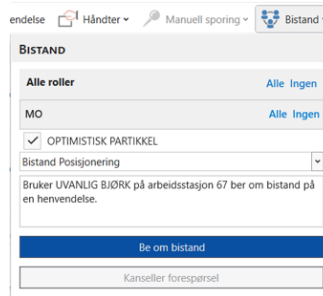 endelse Håndter Manuell sporing Bistand
BISTAND
Alle roller Alle Ingen
MO Alle Ingen
OPTIMISTISK PARTIKKEL
Bistand Posisjonering
Bruker UVANLIG BJØRK på arbeidsstasjon 67 ber om bistand på
en henvendelse.
Be om bistand
Kanseller forespørsel